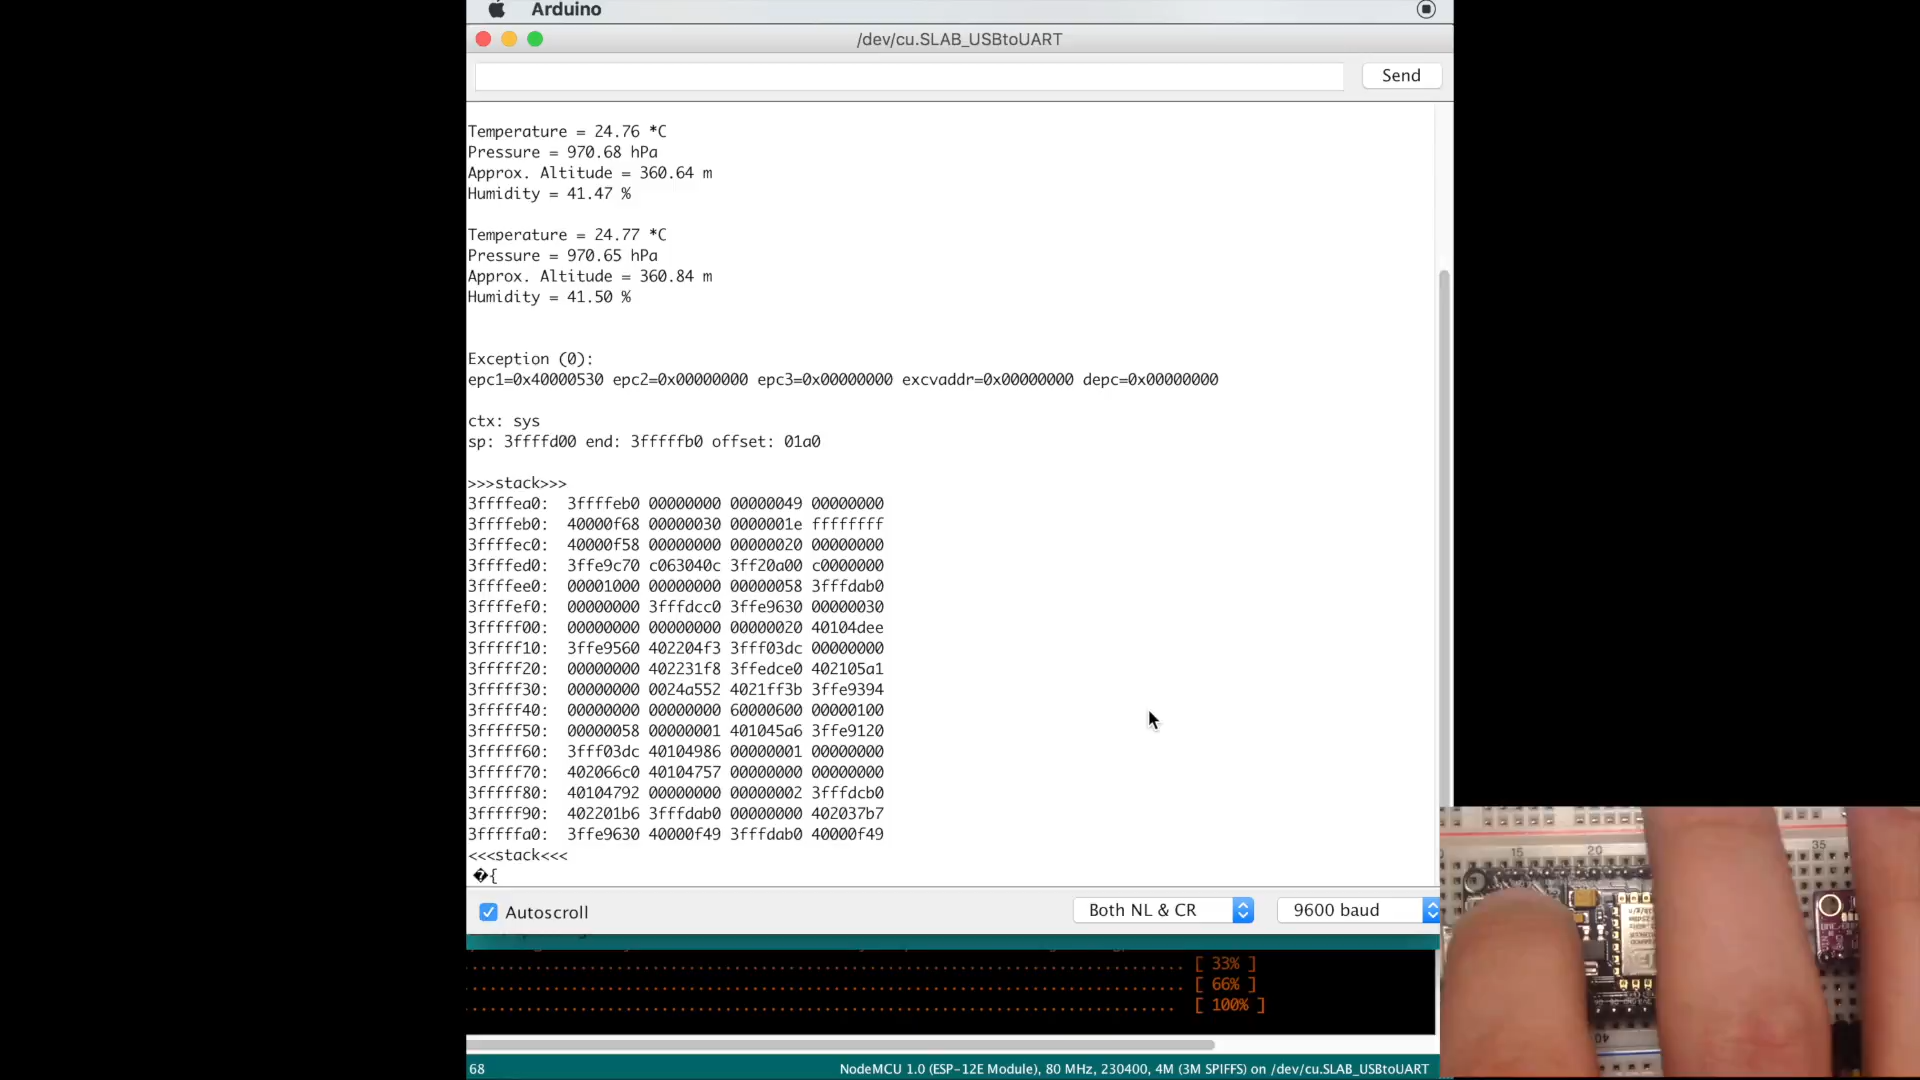 Arduino
/dev/cu.SLAB_USBtoUART
Send
Temperature = 24.76 *C
Pressure = 970.68 hPa
Approx. Altitude = 360.64 m
Humidity = 41.47 %
Temperature = 24.77 *C
Pressure = 970.65 hPa
Approx. Altitude = 360.84 m
Humidity = 41.50 %
Exception (0):
epc1=0x40000530 epc2=0x00000000 epc3=0x00000000 excvaddr=0x00000000 depc=0x00000000
ctx: sys
sp: 3ffffd00 end: 3fffffb0 offset: 01a0
>>>stack>>>
3ffffea0:  3ffffeb0 00000000 00000049 00000000
3ffffeb0:  40000f68 00000030 0000001e ffffffff
3ffffec0:  40000f58 00000000 00000020 00000000
3ffffed0:  3ffe9c70 c063040c 3ff20a00 c0000000
3ffffee0:  00001000 00000000 00000058 3fffdab0
3ffffef0:  00000000 3fffdcc0 3ffe9630 00000030
3fffff00:  00000000 00000000 00000020 40104dee
3fffff10:  3ffe9560 402204f3 3fff03dc 00000000
3fffff20:  00000000 402231f8 3ffedce0 402105a1
3fffff30:  00000000 0024a552 4021ff3b 3ffe9394
3fffff40:  00000000 00000000 60000600 00000100
3fffff50:  00000058 00000001 401045a6 3ffe9120
3fffff60:  3fff03dc 40104986 00000001 00000000
3fffff70:  402066c0 40104757 00000000 00000000
3fffff80:  40104792 00000000 00000002 3fffdcb0
3fffff90:  402201b6 3fffdab0 00000000 402037b7
3fffffa0:  3ffe9630 40000f49 3fffdab0 40000f49
<<<stack<<<
�{
Autoscroll
Both NL & CR
9600 baud
................................................................................ [ 33% ]
................................................................................ [ 66% ]
............................................................................... [ 100% ]
68
NodeMCU 1.0 (ESP-12E Module), 80 MHz, 230400, 4M (3M SPIFFS) on /dev/cu.SLAB_USBtoUART
15
20
35
40